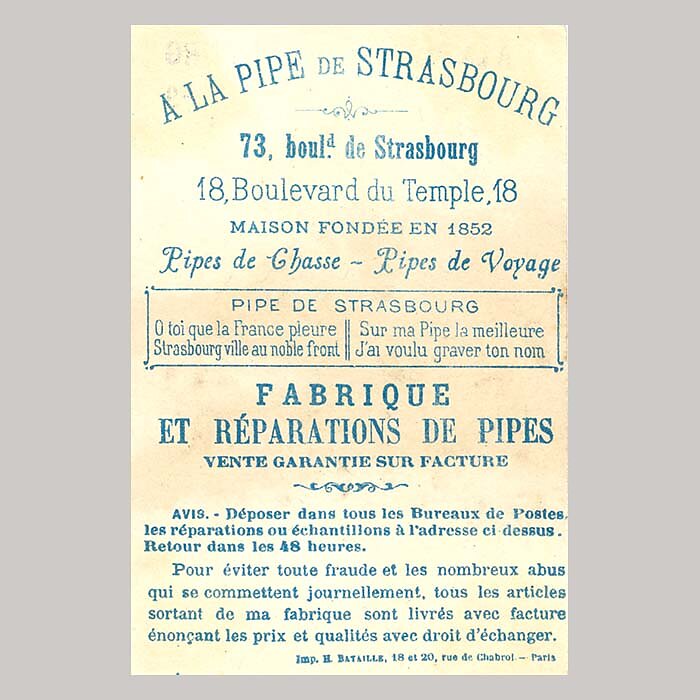 A LA PIPE DE STRASBOURG
73, boul.d de Strasbourg
18, Boulevard du Temple, 18
MAISON FONDÉE EN 1852
Pipes de Chasse - Pipes de Voyage
PIPE DE STRASBOURG
O toi que la France pleure
Strasbourg ville au noble front
Sur ma Pipe la meilleure
J'ai voulu graver ton nom
FABRIQUE
ET RÉPARATIONS DE PIPES
VENTE GARANTIE SUR FACTURE
AVIS. - Déposer dans tous les Bureaux de Postes,
les réparations ou échantillons à l'adresse ci-dessus.
Retour dans les 48 heures.
Pour éviter toute fraude et les nombreux abus
qui se commettent journellement, tous les articles
sortant de ma fabrique sont livrés avec facture
énonçant les prix et qualités avec droit d'échanger.
Imp. H. BATAILLE, 18 et 20, rue de Chabrol. - Paris